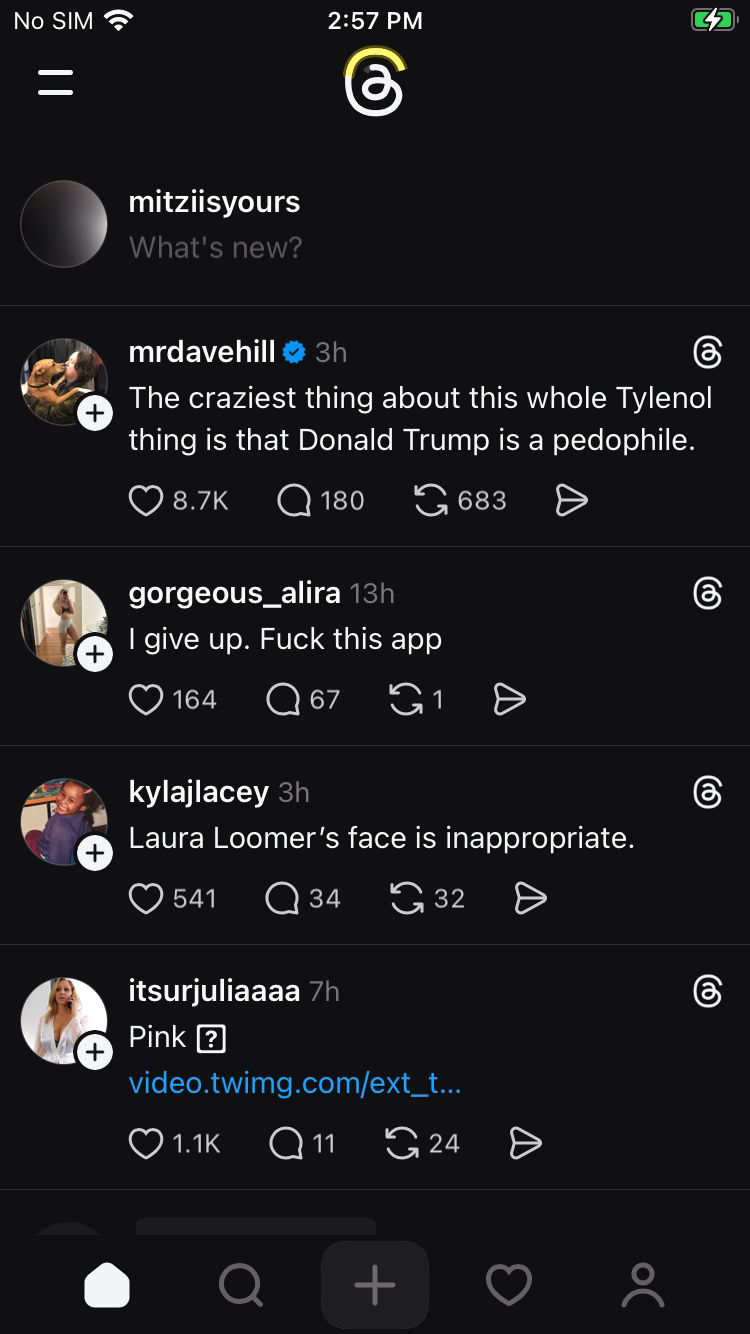 No SIM 2:57 PM
mitziisyours
What's new?
mrdavehill 3h
The craziest thing about this whole Tylenol
thing is that Donald Trump is a pedophile.
8.7K 180 683
gorgeous_alira 13h
I give up. Fuck this app
164 67 1
kylajlacey 3h
Laura Loomer’s face is inappropriate.
541 34 32
itsurjuliaaaa 7h
Pink ?
video.twimg.com/ext_t...
1.1K 11 24